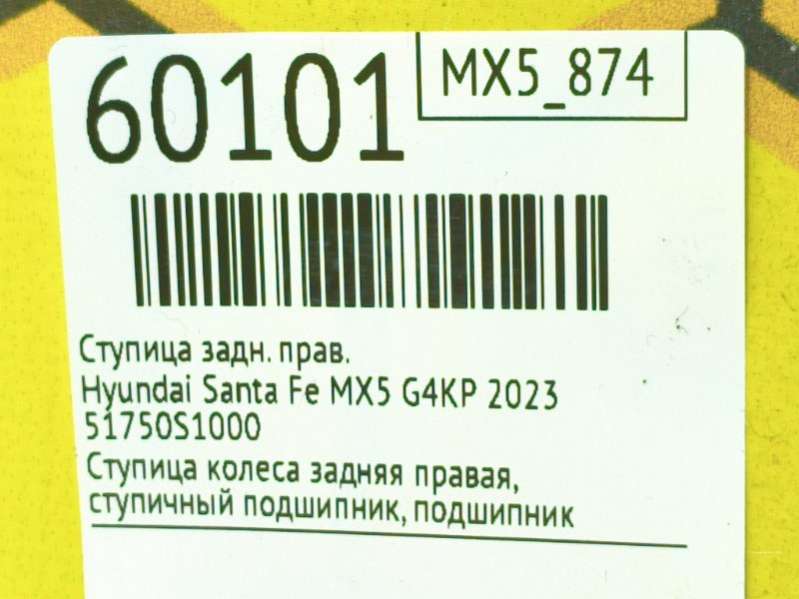 60101
MX5_874
Ступица задн. прав.
Hyundai Santa Fe MX5 G4KP 2023
51750S1000
Ступица колеса задняя правая,
ступичный подшипник, подшипник